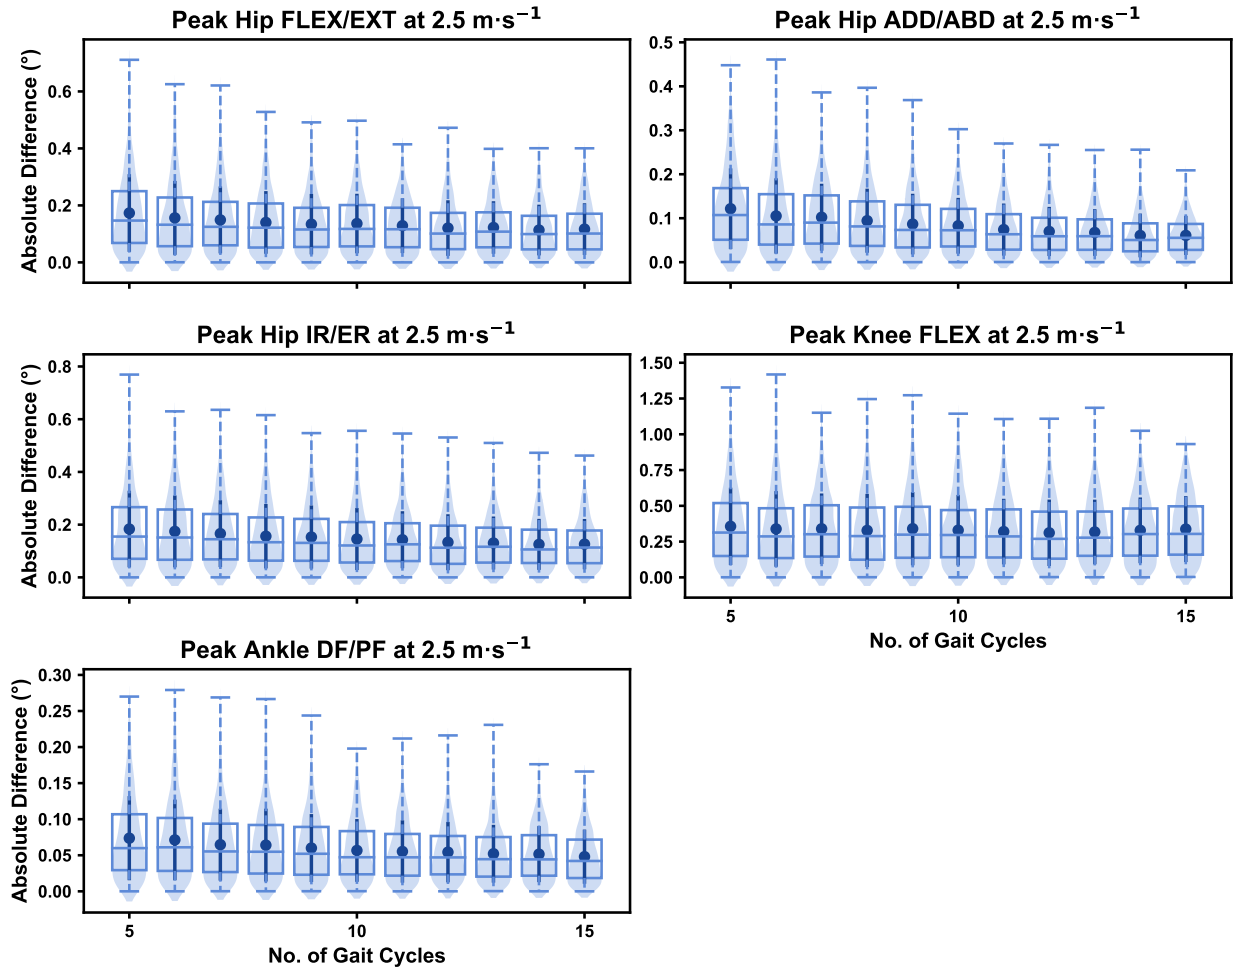 Peak Hip FLEX/EXT at 2.5 m·s⁻¹
Absolute Difference (°)
0.6
0.4
0.2
0.0
Peak Hip ADD/ABD at 2.5 m·s⁻¹
0.5
0.4
0.3
0.2
0.1
0.0
Peak Hip IR/ER at 2.5 m·s⁻¹
Absolute Difference (°)
0.8
0.6
0.4
0.2
0.0
Peak Knee FLEX at 2.5 m·s⁻¹
1.50
1.25
1.00
0.75
0.50
0.25
0.00
5 10 15
No. of Gait Cycles
Peak Ankle DF/PF at 2.5 m·s⁻¹
Absolute Difference (°)
0.30
0.25
0.20
0.15
0.10
0.05
0.00
5 10 15
No. of Gait Cycles